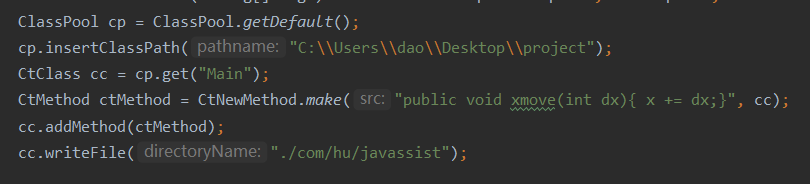 ClassPool cp = ClassPool.getDefault();
cp.insertClassPath( pathname: "C:\\Users\\dao\\Desktop\\project");
CtClass cc = cp.get("Main");
CtMethod ctMethod = CtNewMethod.make( src: "public void xmove(int dx){ x += dx;}", cc);
cc.addMethod(ctMethod);
cc.writeFile( directoryName: "./com/hu/javassist");